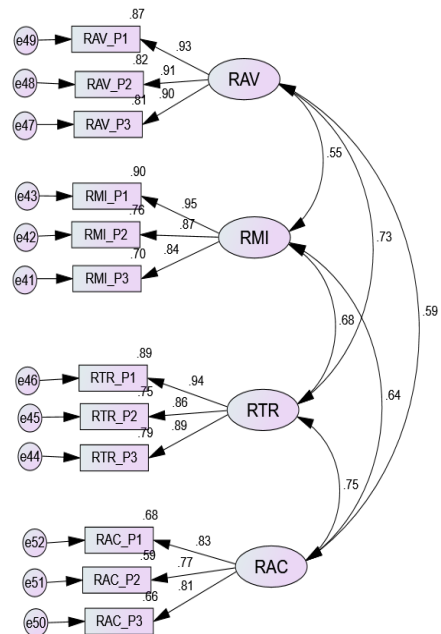 .87
e49 RAV_P1 .93
.82
e48 RAV_P2 .91 RAV
.81 .90
e47 RAV_P3
.55
.90
e43 RMI_P1 .95
.76
e42 RMI_P2 .87 RMI .73
.70 .84
e41 RMI_P3
.59
.68
.89
e46 RTR_P1 .94 .64
.75
e45 RTR_P2 .86 RTR
.79 .89
e44 RTR_P3
.75
.68
e52 RAC_P1 .83
.59 .77
e51 RAC_P2 RAC
.66 .81
e50 RAC_P3